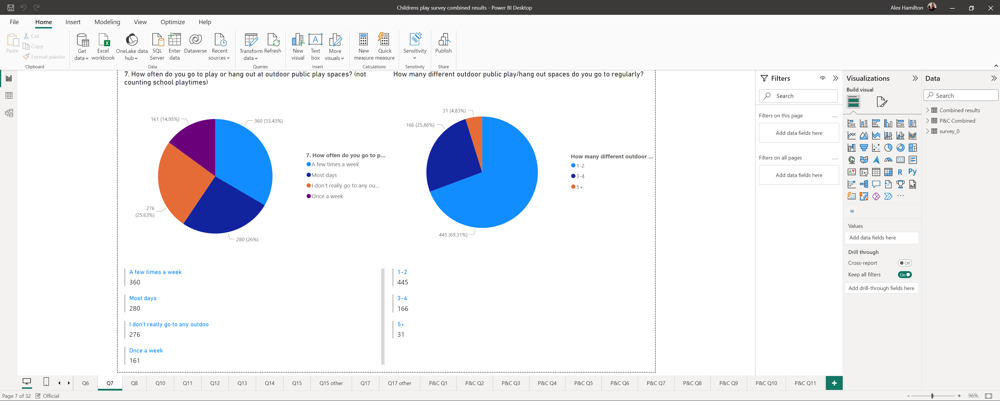 Childrens play survey combined results - Power BI Desktop
Alex Hamilton
File Home Insert Modeling View Optimize Help
Paste
Cut
Copy
Format painter
Clipboard
Get data
Excel workbook
OneLake data hub
SQL Server
Enter data
Dataverse
Recent sources
Data
Transform data
Refresh
Queries
New visual
Text box
A
More visuals
Insert
New measure
Quick measure
Calculations
Sensitivity
Sensitivity
Publish
Share
7. How often do you go to play or hang out at outdoor public play spaces? (not
counting school playtimes)
161 (14.95%)
360 (33.43%)
276
(25.63%)
280 (26%)
7. How often do you go to p...
A few times a week
Most days
I don't really go to any ou...
Once a week
How many different outdoor public play/hang out spaces do you go to regularly?
31 (4.83%)
166 (25.86%)
445 (69.31%)
How many different outdoor ...
1-2
3-4
5+
A few times a week
360
Most days
280
I don't really go to any outdoo
276
Once a week
161
1-2
445
3-4
166
5+
31
Filters
Search
Filters on this page
...
Add data fields here
Filters on all pages
...
Add data fields here
Visualizations
Build visual
123
R
Py
123
...
W
Values
Add data fields here
Drill through
Cross-report
Off
Keep all filters
On
Add drill-through fields here
Data
Search
Combined results
P&C Combined
survey_0
Q6 Q7 Q8 Q10 Q11 Q12 Q13 Q14 Q15 Q15 other Q17 Q17 other P&C Q1 P&C Q2 P&C Q3 P&C Q4 P&C Q5 P&C Q6 P&C Q7 P&C Q8 P&C Q9 P&C Q10 P&C Q11 +
Page 7 of 32 Official
- + 96%